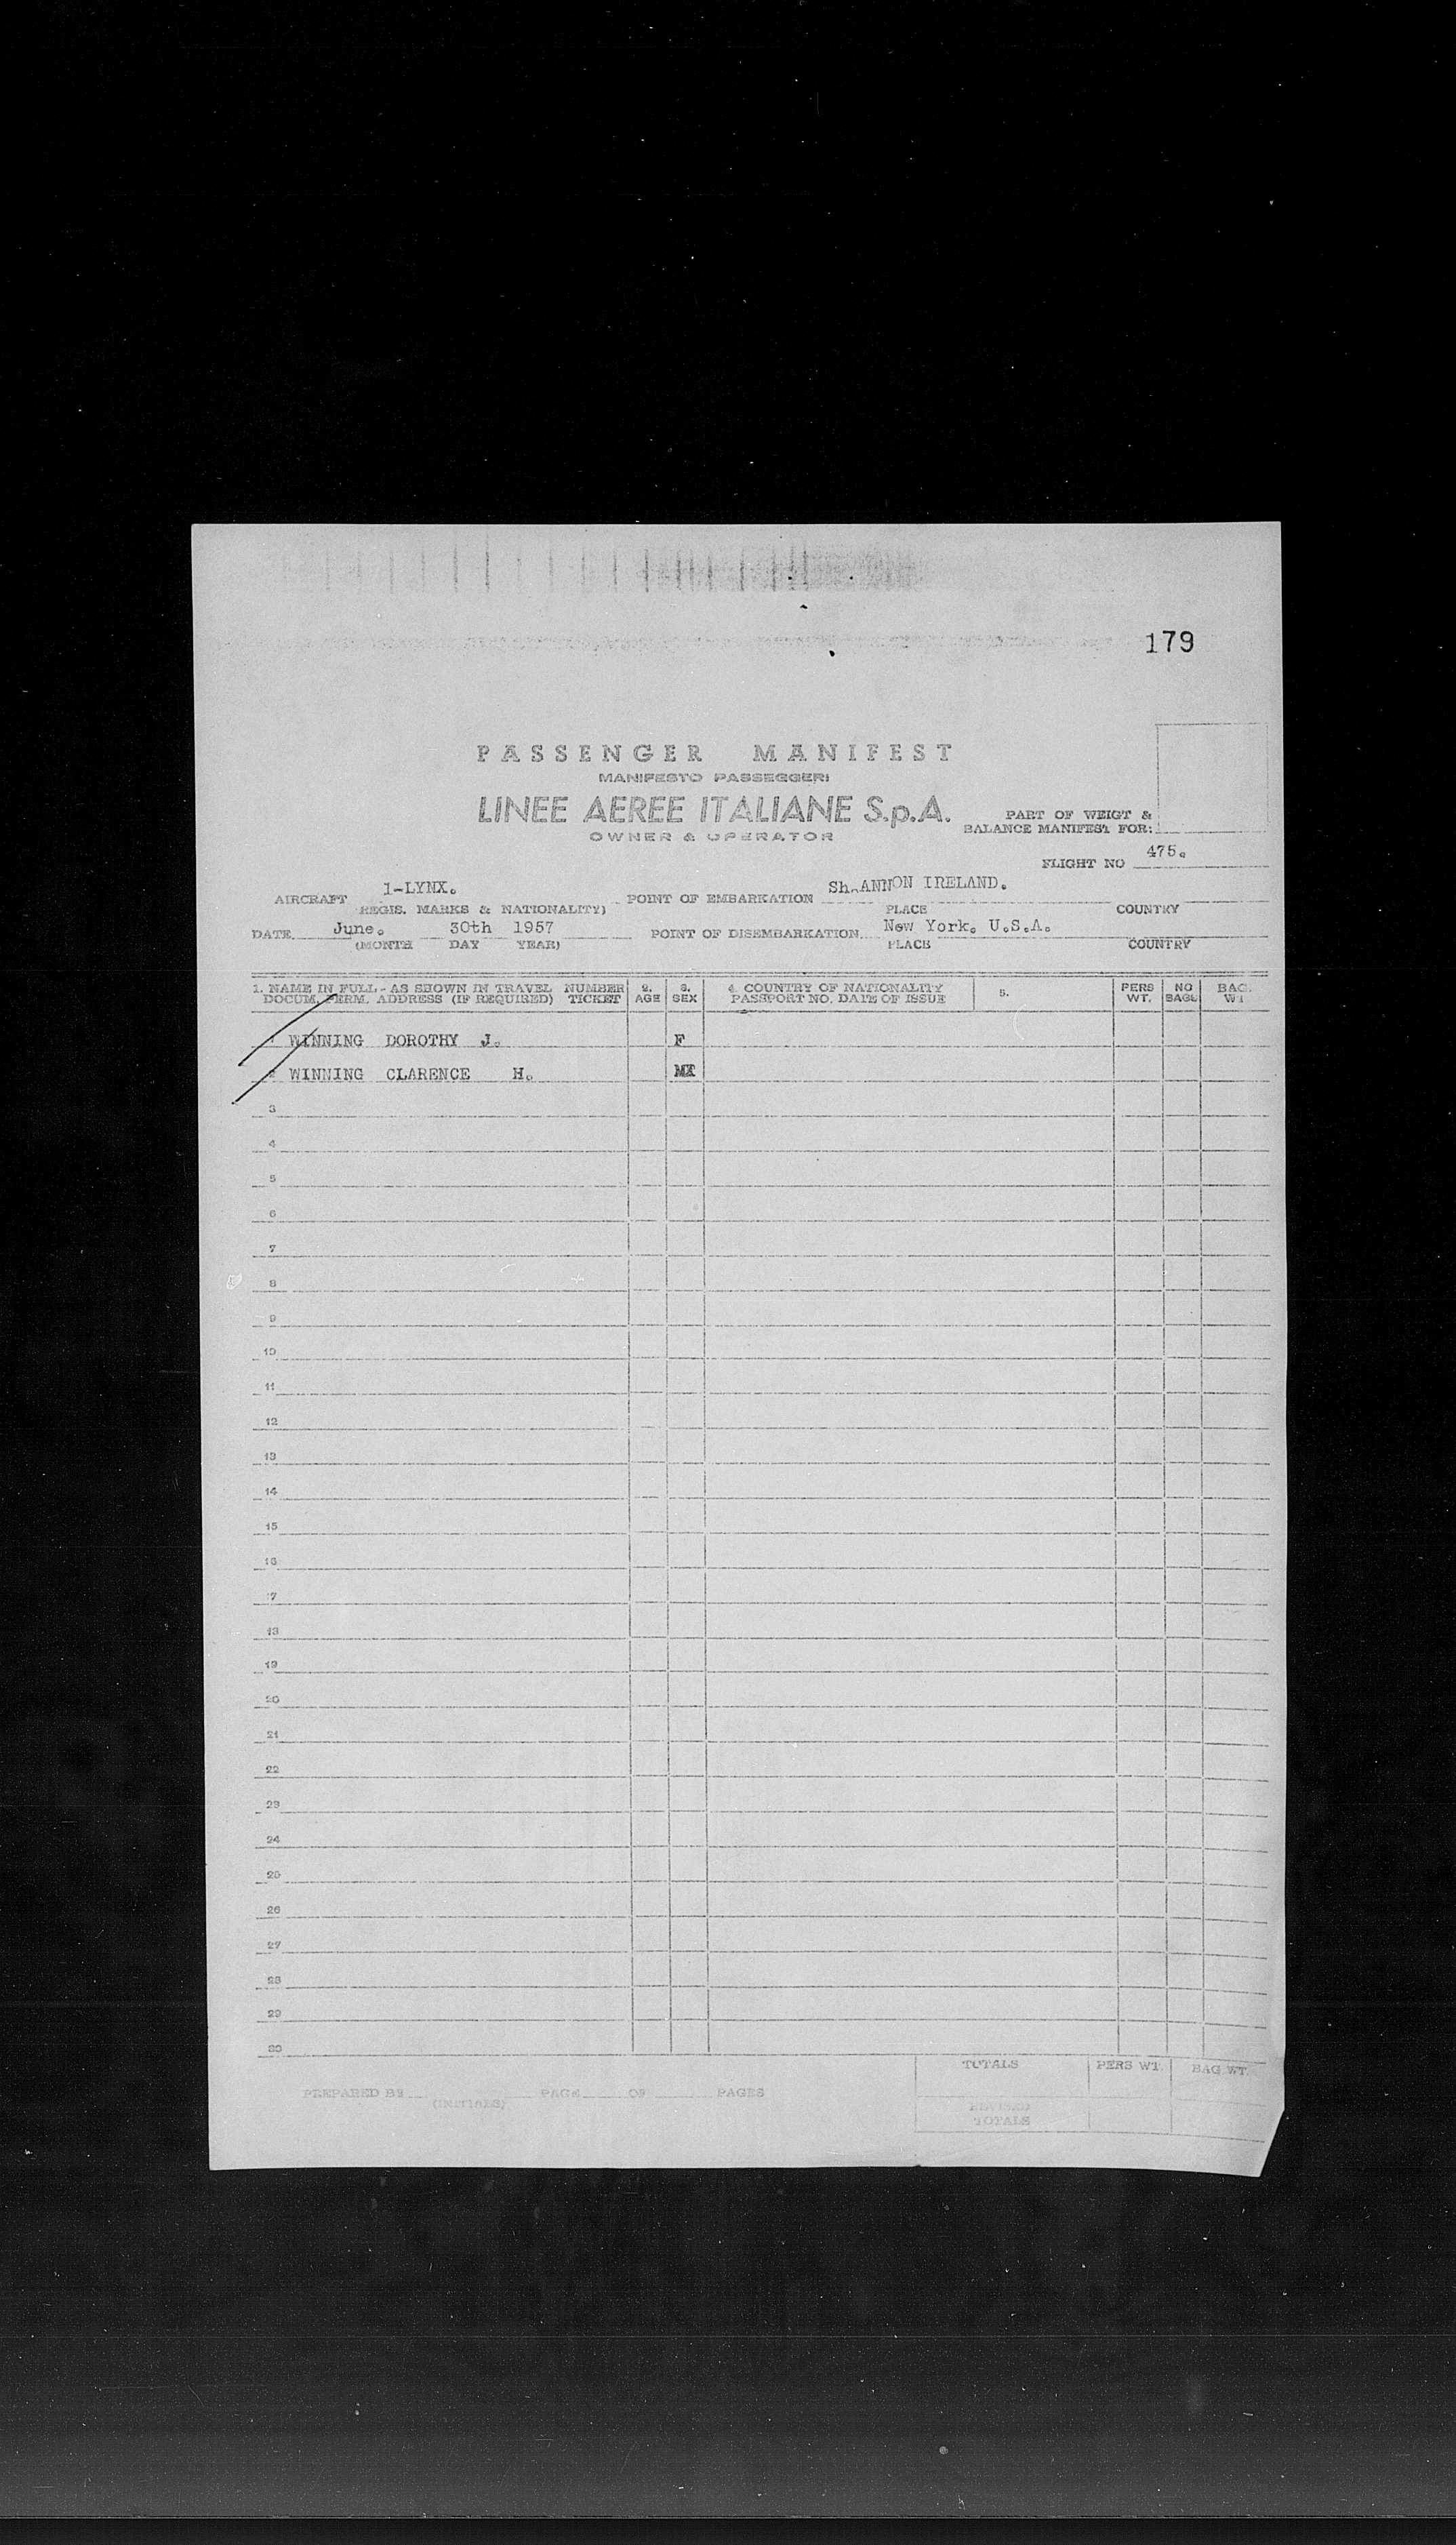 179
PASSENGER MANIFEST
MANIFESTO PASSEGGERI
LINEE AEREE ITALIANE S.p.A.
OWNER & OPERATOR
PART OF WEIGT &
BALANCE MANIFEST FOR:
FLIGHT NO 475.
AIRCRAFT 1-LYNX. POINT OF EMBARKATION Sh.ANNON IRELAND.
REGIS. MARKS & NATIONALITY) PLACE COUNTRY
DATE June. 30th 1957 POINT OF DISEMBARKATION New York. U.S.A.
(MONTH DAY YEAR) PLACE COUNTRY
1. NAME IN FULL - AS SHOWN IN TRAVEL NUMBER 2. 3. 4. COUNTRY OF NATIONALITY 5. PERS NO BAG.
DOCUM. PERM. ADDRESS (IF REQUIRED) TICKET AGE SEX PASSPORT NO. DATE OF ISSUE WT. BAGS WT
1 WINNING DOROTHY J. F
2 WINNING CLARENCE H. M
3
4
5
6
7
8
9
10
11
12
13
14
15
16
17
18
19
20
21
22
23
24
25
26
27
28
29
30
TOTALS PERS WT. BAG WT.
PREPARED BY PAGE OF PAGES
(INITIALS)
REVISED
TOTALS